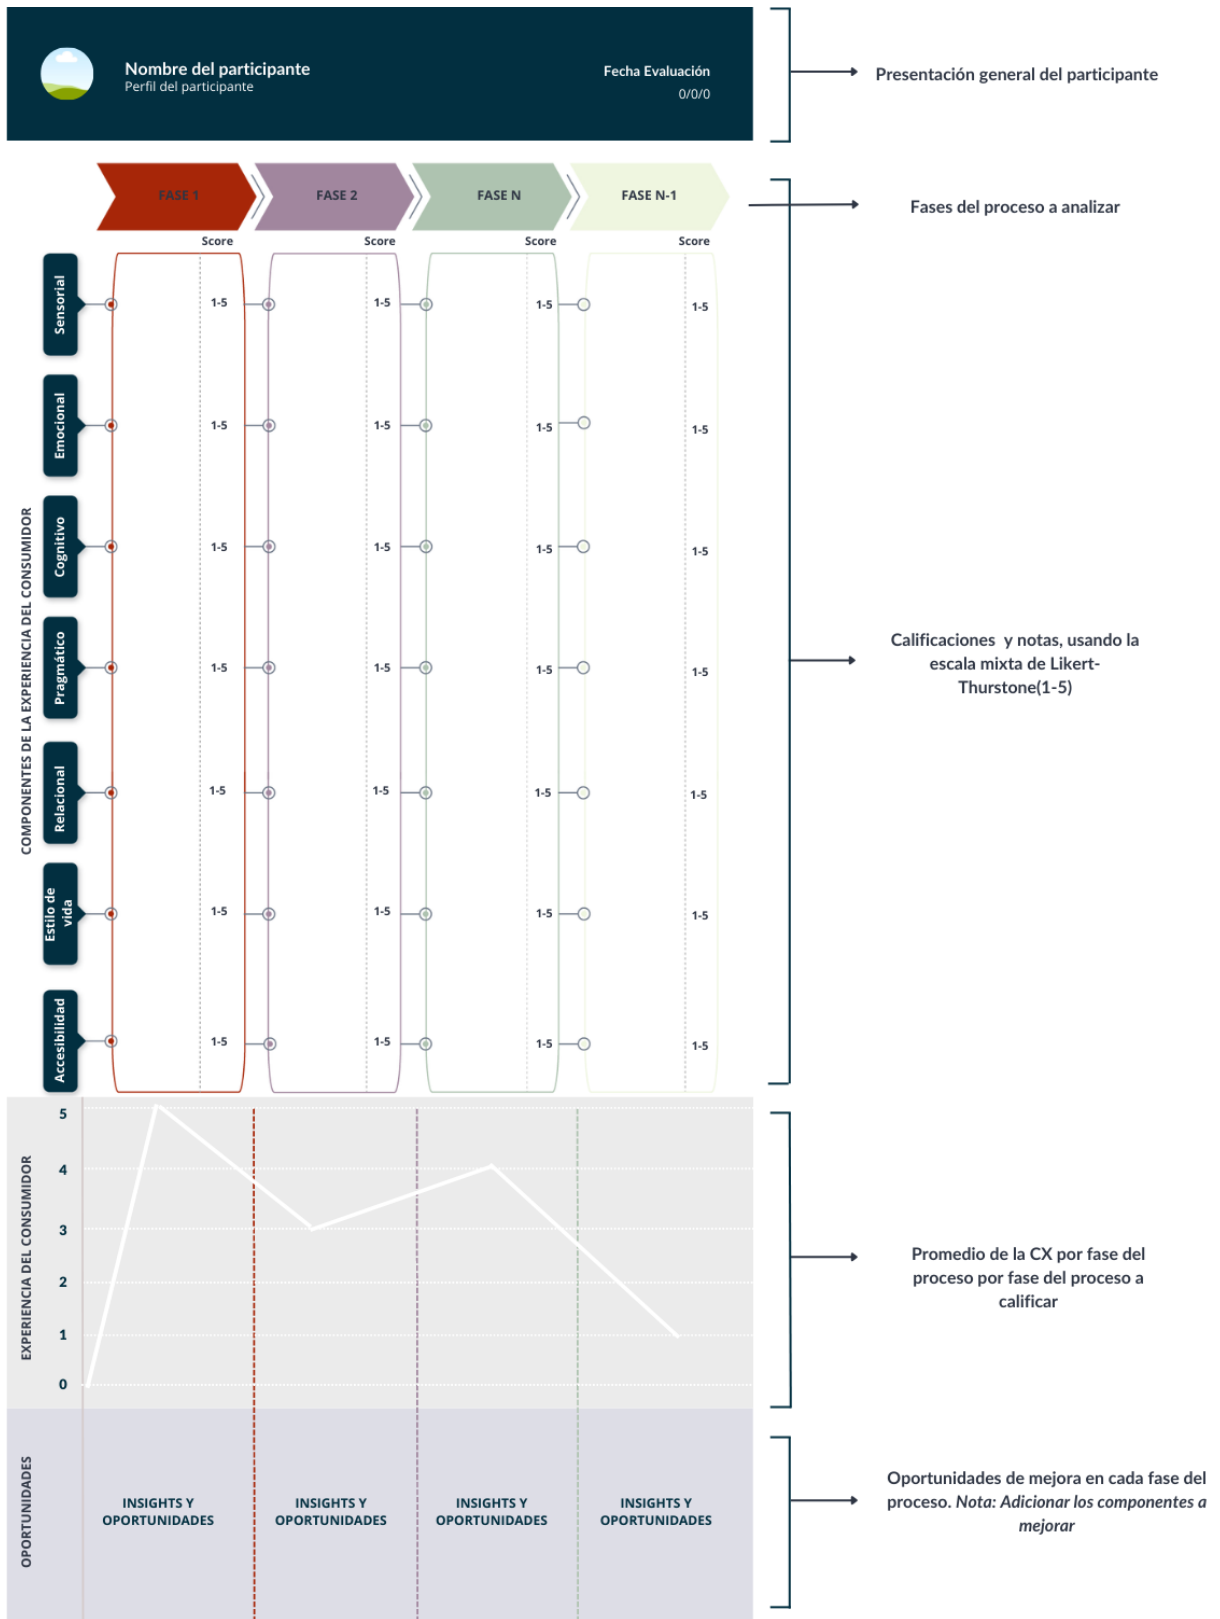 Nombre del participante
Perfil del participante
Fecha Evaluación
0/0/0
Presentación general del participante
FASE 1
FASE 2
FASE N
FASE N-1
Fases del proceso a analizar
Score
Score
Score
Score
COMPONENTES DE LA EXPERIENCIA DEL CONSUMIDOR
Sensorial
1-5
1-5
1-5
1-5
Emocional
1-5
1-5
1-5
1-5
Cognitivo
1-5
1-5
1-5
1-5
Pragmático
1-5
1-5
1-5
1-5
Calificaciones y notas, usando la
escala mixta de Likert-
Thurstone(1-5)
Relacional
1-5
1-5
1-5
1-5
Estilo de
vida
1-5
1-5
1-5
1-5
Accesibilidad
1-5
1-5
1-5
1-5
EXPERIENCIA DEL CONSUMIDOR
5
4
3
2
1
0
Promedio de la CX por fase del
proceso por fase del proceso a
calificar
OPORTUNIDADES
INSIGHTS Y
OPORTUNIDADES
INSIGHTS Y
OPORTUNIDADES
INSIGHTS Y
OPORTUNIDADES
INSIGHTS Y
OPORTUNIDADES
Oportunidades de mejora en cada fase del
proceso. Nota: Adicionar los componentes a
mejorar